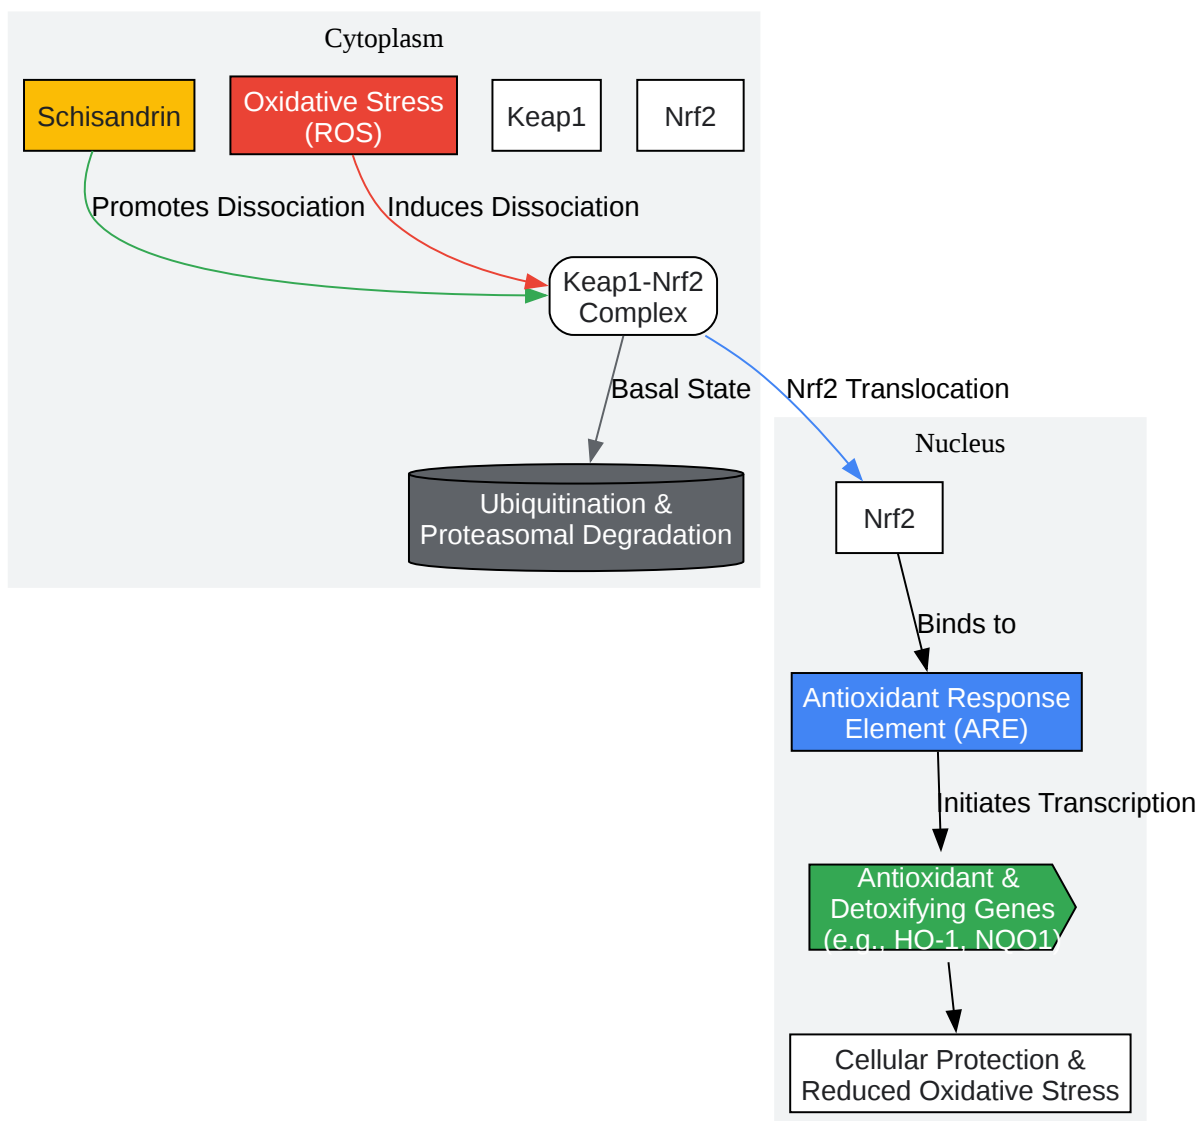 Cytoplasm
Schisandrin
Oxidative Stress
(ROS)
Keap1
Nrf2
Promotes Dissociation
Induces Dissociation
Keap1-Nrf2
Complex
Basal State
Nrf2 Translocation
Ubiquitination &
Proteasomal Degradation
Nucleus
Nrf2
Binds to
Antioxidant Response
Element (ARE)
Initiates Transcription
Antioxidant &
Detoxifying Genes
(e.g., HO-1, NQO1)
Cellular Protection &
Reduced Oxidative Stress